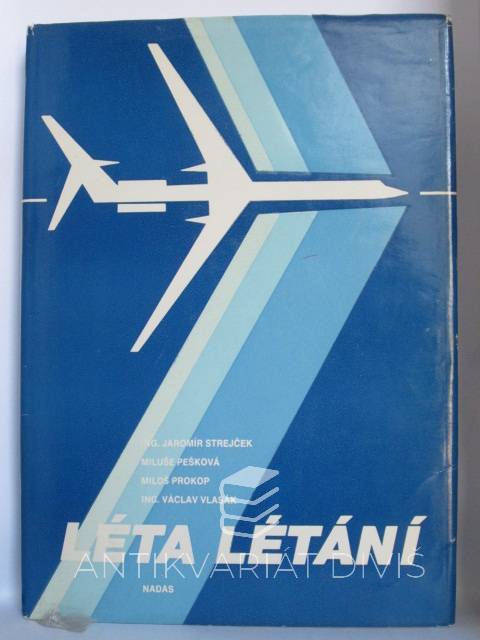 ING. JAROMÍR STREJČEK
MILUŠE PEŠKOVÁ
MILOŠ PROKOP
ING. VÁCLAV VLASÁK
LÉTA LÉTÁNÍ
ANTIKVARIÁT DIVIŠ
NADAS